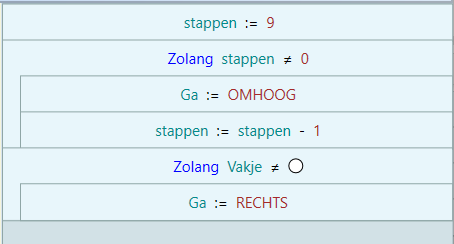 stappen := 9
Zolang stappen ≠ 0
Ga := OMHOOG
stappen := stappen - 1
Zolang Vakje ≠ ○
Ga := RECHTS